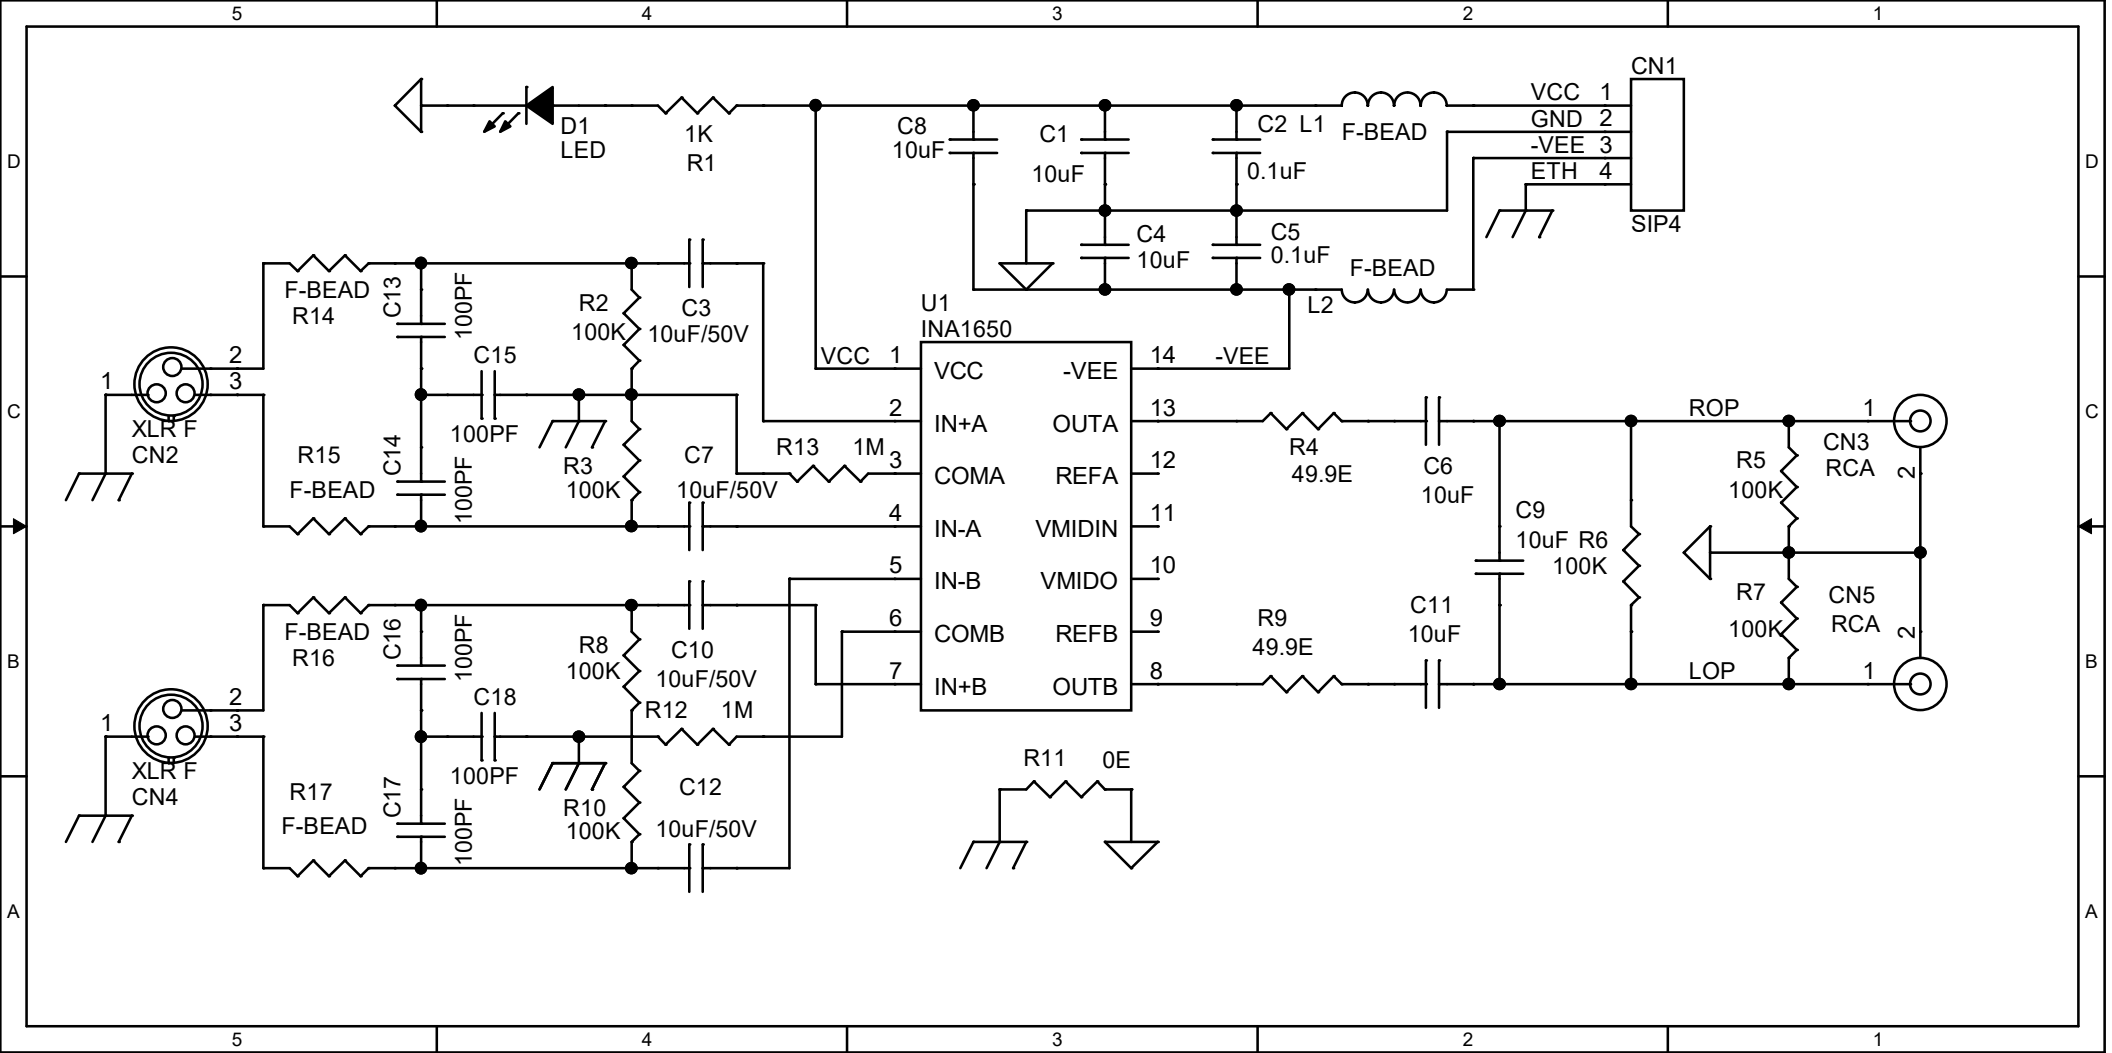 5 4 3 2 1
D
D
C
C
B
B
A
A
CN1
VCC 1
GND 2
-VEE 3
ETH 4
SIP4
D1
LED
1K
R1
C8
10uF
C1
10uF
C2
0.1uF
L1
F-BEAD
C4
10uF
C5
0.1uF
F-BEAD
L2
F-BEAD
R14
C13
100PF
R2
100K
C3
10uF/50V
U1
INA1650
2
3
1
XLR F
CN2
C15
100PF
R15
F-BEAD
C14
100PF
R3
100K
C7
10uF/50V
R13 1M
VCC 1 VCC -VEE 14 -VEE
2 IN+A OUTA 13
3 COMA REFA 12
4 IN-A VMIDIN 11
5 IN-B VMIDO 10
6 COMB REFB 9
7 IN+B OUTB 8
R4
49.9E
C6
10uF
ROP
1
CN3
RCA
2
R5
100K
C9
10uF
R6
100K
R7
100K
CN5
RCA
2
R9
49.9E
C11
10uF
LOP
1
F-BEAD
R16
C16
100PF
R8
100K
C10
10uF/50V
R12 1M
2
3
1
XLR F
CN4
C18
100PF
R17
F-BEAD
C17
100PF
R10
100K
C12
10uF/50V
R11 0E
5 4 3 2 1